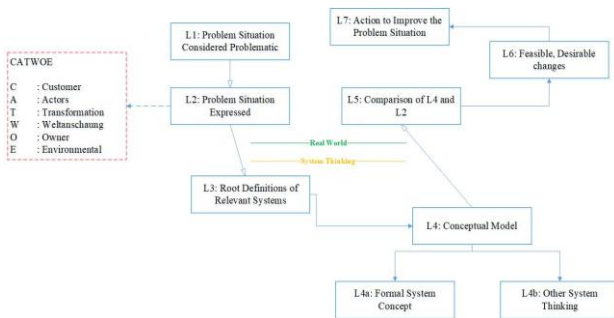 CATWOE
C : Customer
A : Actors
T : Transformation
W : Weltanschaung
O : Owner
E : Environmental
L1: Problem Situation
Considered Problematic
L2: Problem Situation
Expressed
L3: Root Definitions of
Relevant Systems
Real World
System Thinking
L7: Action to Improve the
Problem Situation
L6: Feasible, Desirable
changes
L5: Comparison of L4 and
L2
L4: Conceptual Model
L4a: Formal System
Concept
L4b: Other System
Thinking